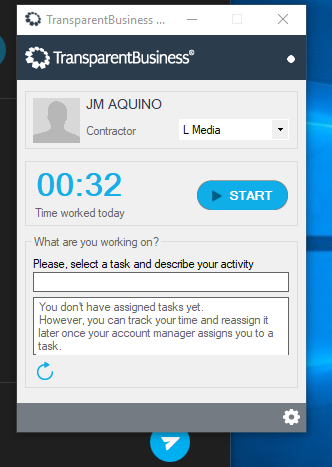 TransparentBusiness ...
TransparentBusiness®
JM AQUINO
Contractor
L Media
00:32
START
Time worked today
What are you working on?
Please, select a task and describe your activity
You don't have assigned tasks yet.
However, you can track your time and reassign it
later once your account manager assigns you to a
task.